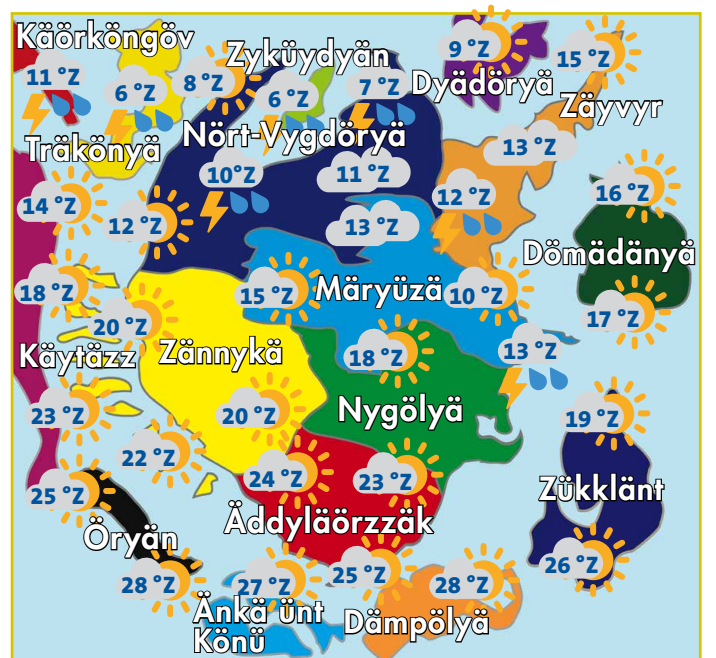 Käörköngöv
Zyküydyän
9 °Z
15 °Z
11 °Z
6 °Z
8 °Z
6 °Z
7 °Z
Dyädöryä
Zäyvyr
Träkönyä
Nört-Vygdöryä
13 °Z
10°Z
11 °Z
12 °Z
16 °Z
14 °Z
12 °Z
13 °Z
Dömädänyä
18 °Z
15 °Z
Märyüzä
10 °Z
17 °Z
20 °Z
Käytäzz
Zännykä
18 °Z
13 °Z
23 °Z
20 °Z
Nygölyä
19 °Z
22 °Z
24 °Z
23 °Z
25 °Z
Zükklänt
Öryän
Äddyläörzzäk
28 °Z
27 °Z
25 °Z
28 °Z
26 °Z
Änkä ünt
Könü
Dämpölyä